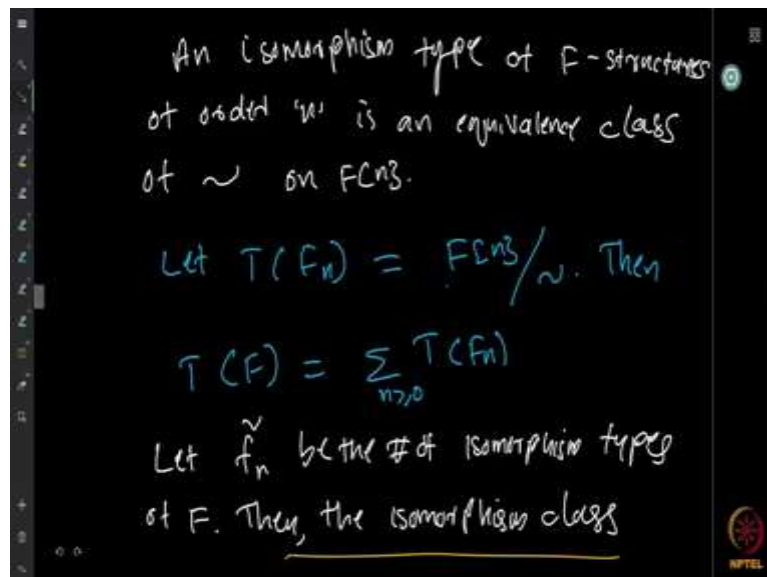 An isomorphism type of F-structures
of order 'n' is an equivalence class
of ~ on F[n].
Let T(Fn) = F[n]/~. Then
T(F) = Σ n≥0 T(Fn)
Let f̃n be the # of isomorphism types
of F. Then, the isomorphism class
NPTEL